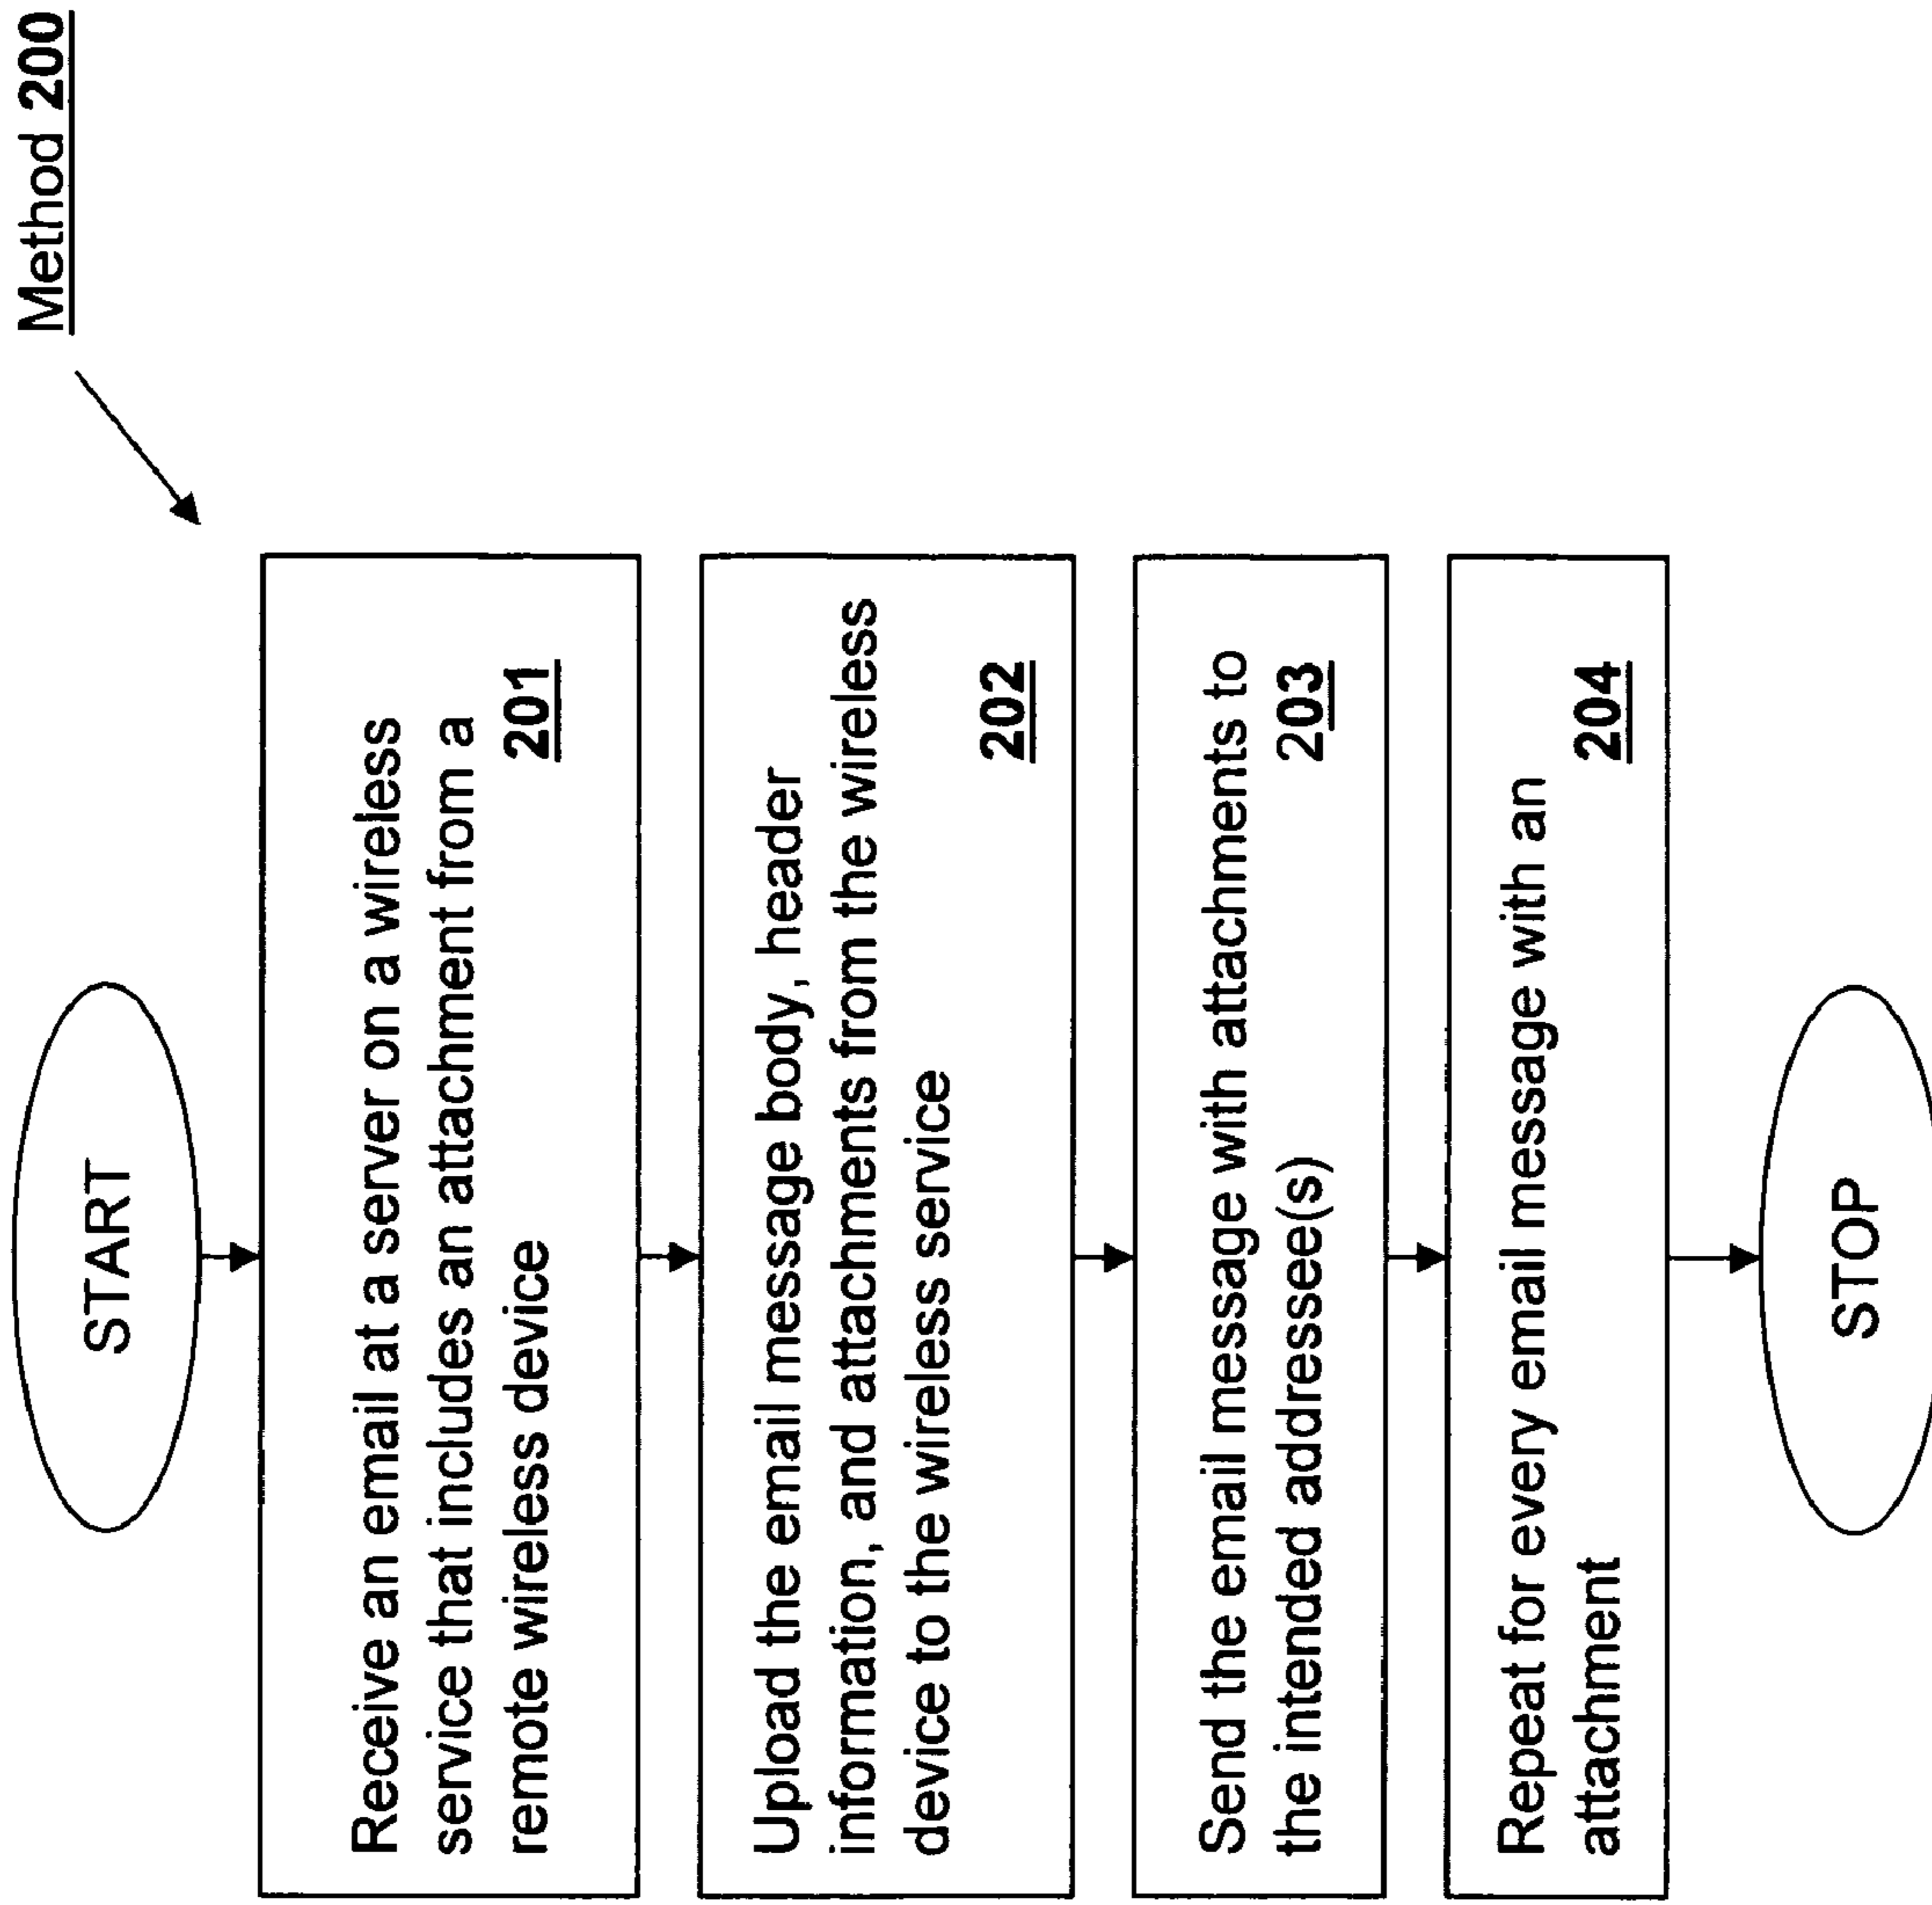 Method 200
START
Receive an email at a server on a wireless
service that includes an attachment from a
remote wireless device
201
Upload the email message body, header
information, and attachments from the wireless
device to the wireless service
202
Send the email message with attachments to
the intended addressee(s) 203
Repeat for every email message with an
attachment 204
STOP